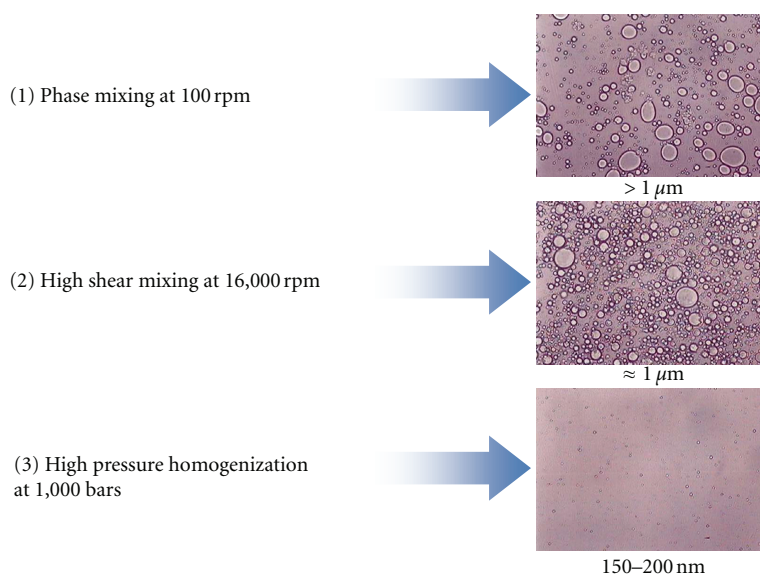 (1) Phase mixing at 100 rpm
> 1 μm
(2) High shear mixing at 16,000 rpm
≈ 1 μm
(3) High pressure homogenization
at 1,000 bars
150–200 nm